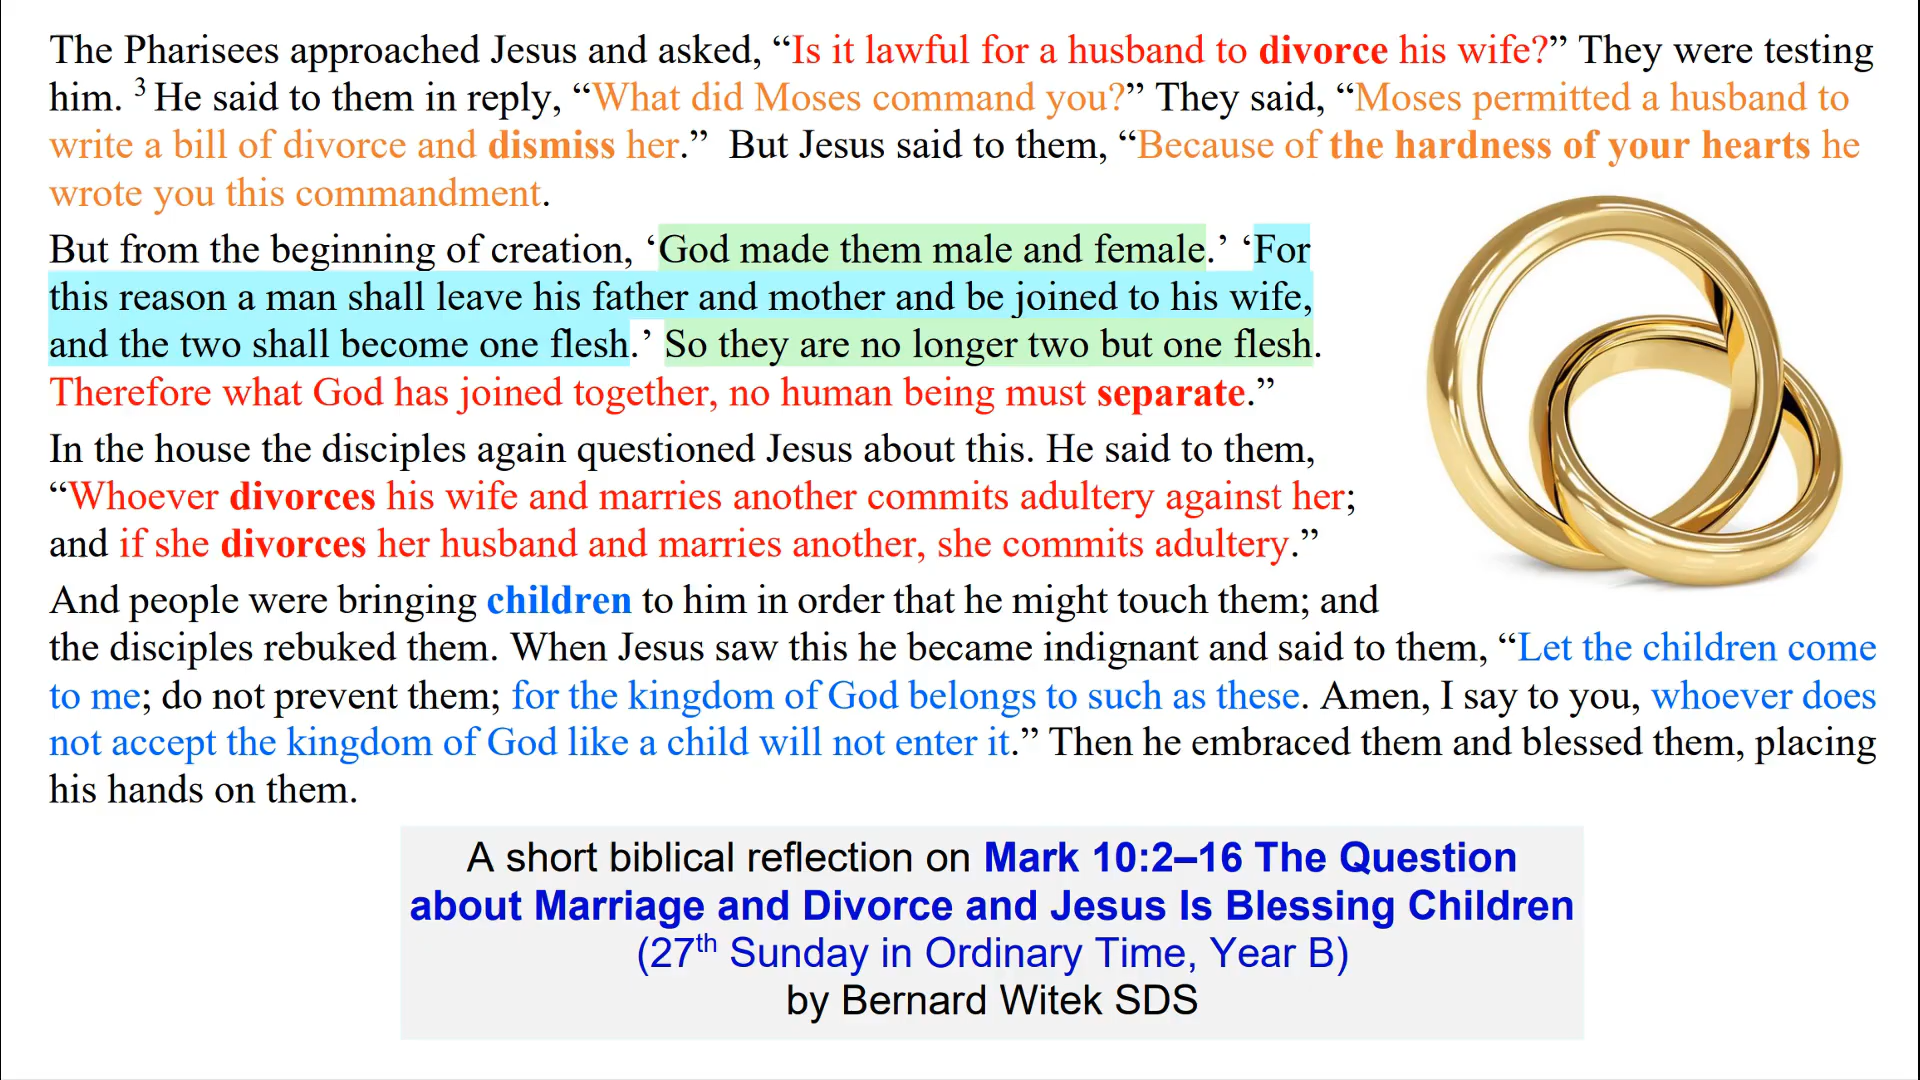 The Pharisees approached Jesus and asked, “Is it lawful for a husband to divorce his wife?” They were testing
him. ³ He said to them in reply, “What did Moses command you?” They said, “Moses permitted a husband to
write a bill of divorce and dismiss her.”  But Jesus said to them, “Because of the hardness of your hearts he
wrote you this commandment.
But from the beginning of creation, ‘God made them male and female.’ ‘For
this reason a man shall leave his father and mother and be joined to his wife,
and the two shall become one flesh.’ So they are no longer two but one flesh.
Therefore what God has joined together, no human being must separate.”
In the house the disciples again questioned Jesus about this. He said to them,
“Whoever divorces his wife and marries another commits adultery against her;
and if she divorces her husband and marries another, she commits adultery.”
And people were bringing children to him in order that he might touch them; and
the disciples rebuked them. When Jesus saw this he became indignant and said to them, “Let the children come
to me; do not prevent them; for the kingdom of God belongs to such as these. Amen, I say to you, whoever does
not accept the kingdom of God like a child will not enter it.” Then he embraced them and blessed them, placing
his hands on them.
A short biblical reflection on Mark 10:2–16 The Question
about Marriage and Divorce and Jesus Is Blessing Children
(27th Sunday in Ordinary Time, Year B)
by Bernard Witek SDS